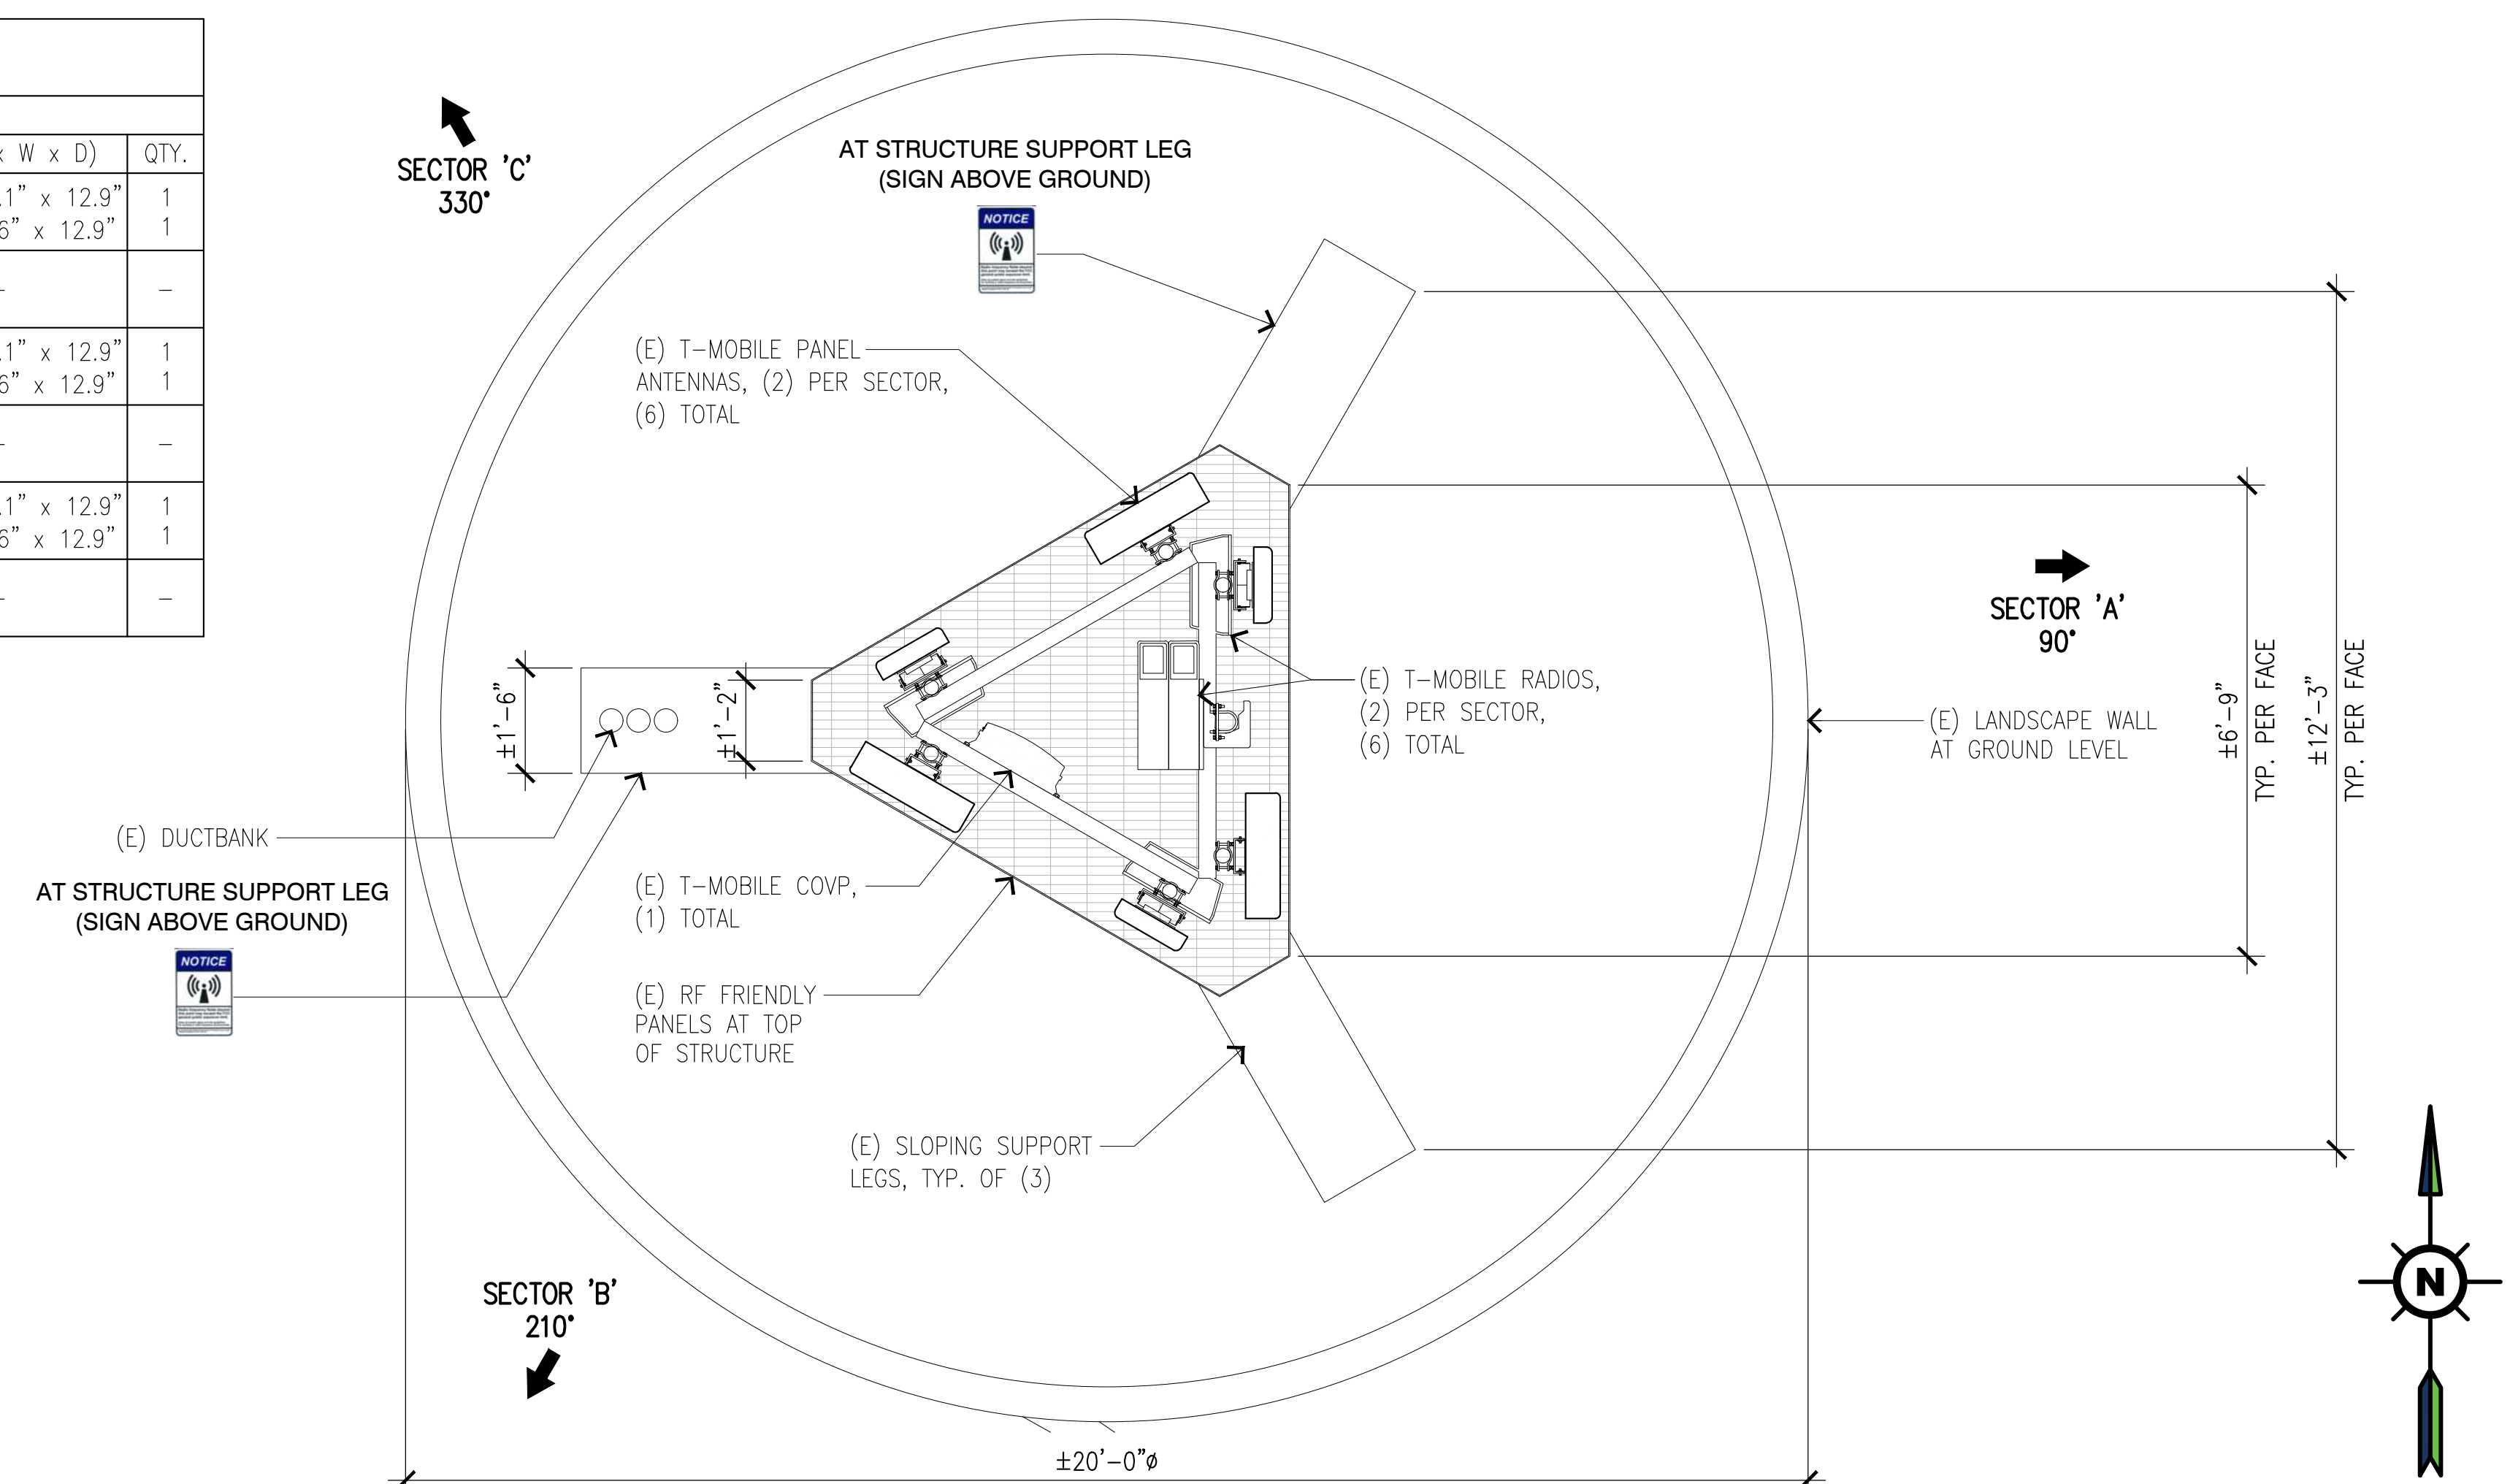 x W x D) QTY.
.1" x 12.9" 1
6" x 12.9" 1
– –
.1" x 12.9" 1
6" x 12.9" 1
– –
.1" x 12.9" 1
6" x 12.9" 1
– –
SECTOR 'C'
330°
AT STRUCTURE SUPPORT LEG
(SIGN ABOVE GROUND)
NOTICE
(E) T-MOBILE PANEL
ANTENNAS, (2) PER SECTOR,
(6) TOTAL
SECTOR 'A'
90°
(E) T-MOBILE RADIOS,
(2) PER SECTOR,
(6) TOTAL
(E) LANDSCAPE WALL
AT GROUND LEVEL
±6'-9"
TYP. PER FACE
±12'-3"
TYP. PER FACE
±1'-6"
±1'-2"
(E) DUCTBANK
AT STRUCTURE SUPPORT LEG
(SIGN ABOVE GROUND)
NOTICE
(E) T-MOBILE COVP,
(1) TOTAL
(E) RF FRIENDLY
PANELS AT TOP
OF STRUCTURE
(E) SLOPING SUPPORT
LEGS, TYP. OF (3)
SECTOR 'B'
210°
N
±20'-0"ø